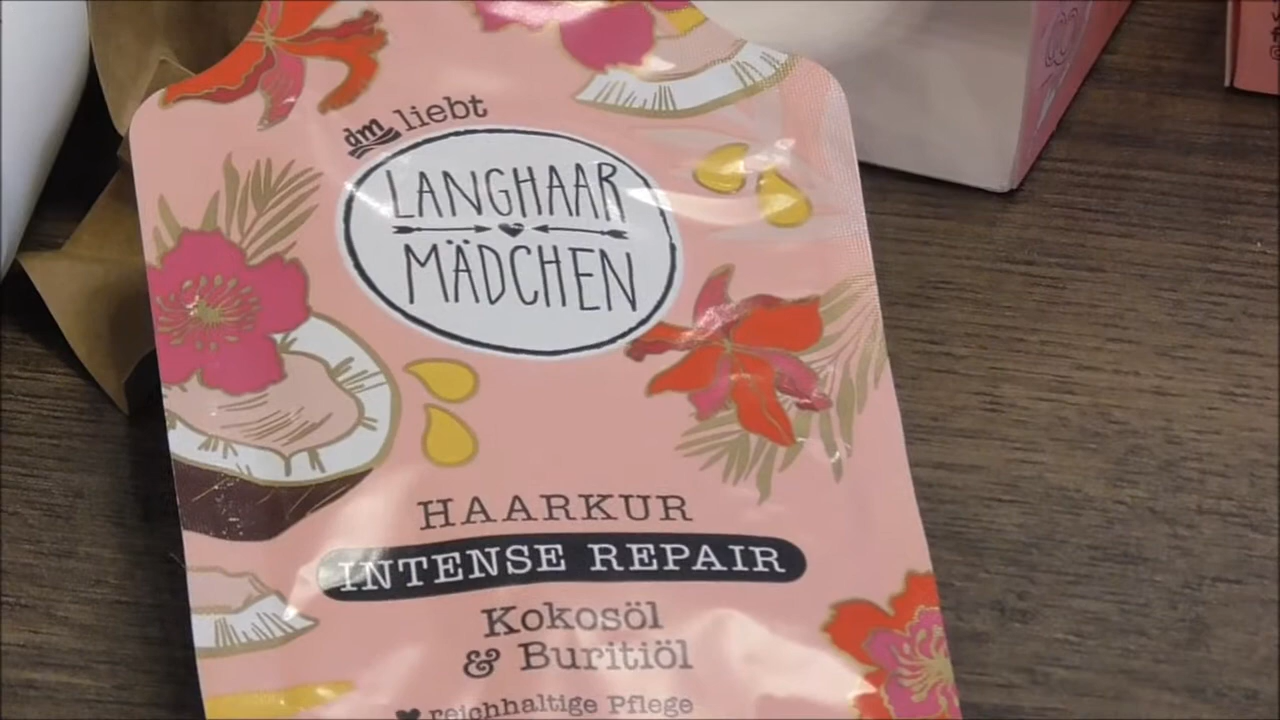 dm liebt
LANGHAAR
MÄDCHEN
HAARKUR
INTENSE REPAIR
Kokosöl
& Buritiöl
reichhaltige Pflege